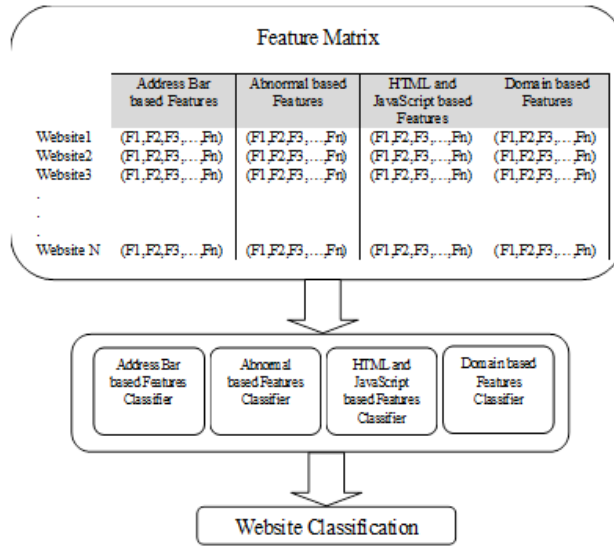 Feature Matrix
Address Bar based Features Abnormal based Features HTML and JavaScript based Features Domain based Features
Website1 (F1,F2,F3,…,Fn) (F1,F2,F3,…,Fn) (F1,F2,F3,…,Fn) (F1,F2,F3,…,Fn)
Website2 (F1,F2,F3,…,Fn) (F1,F2,F3,…,Fn) (F1,F2,F3,…,Fn) (F1,F2,F3,…,Fn)
Website3 (F1,F2,F3,…,Fn) (F1,F2,F3,…,Fn) (F1,F2,F3,…,Fn) (F1,F2,F3,…,Fn)
.
.
.
Website N (F1,F2,F3,…,Fn) (F1,F2,F3,…,Fn) (F1,F2,F3,…,Fn) (F1,F2,F3,…,Fn)
Address Bar
based Features
Classifier
Abnormal
based Features
Classifier
HTML and
JavaScript
based Features
Classifier
Domain based
Features
Classifier
Website Classification